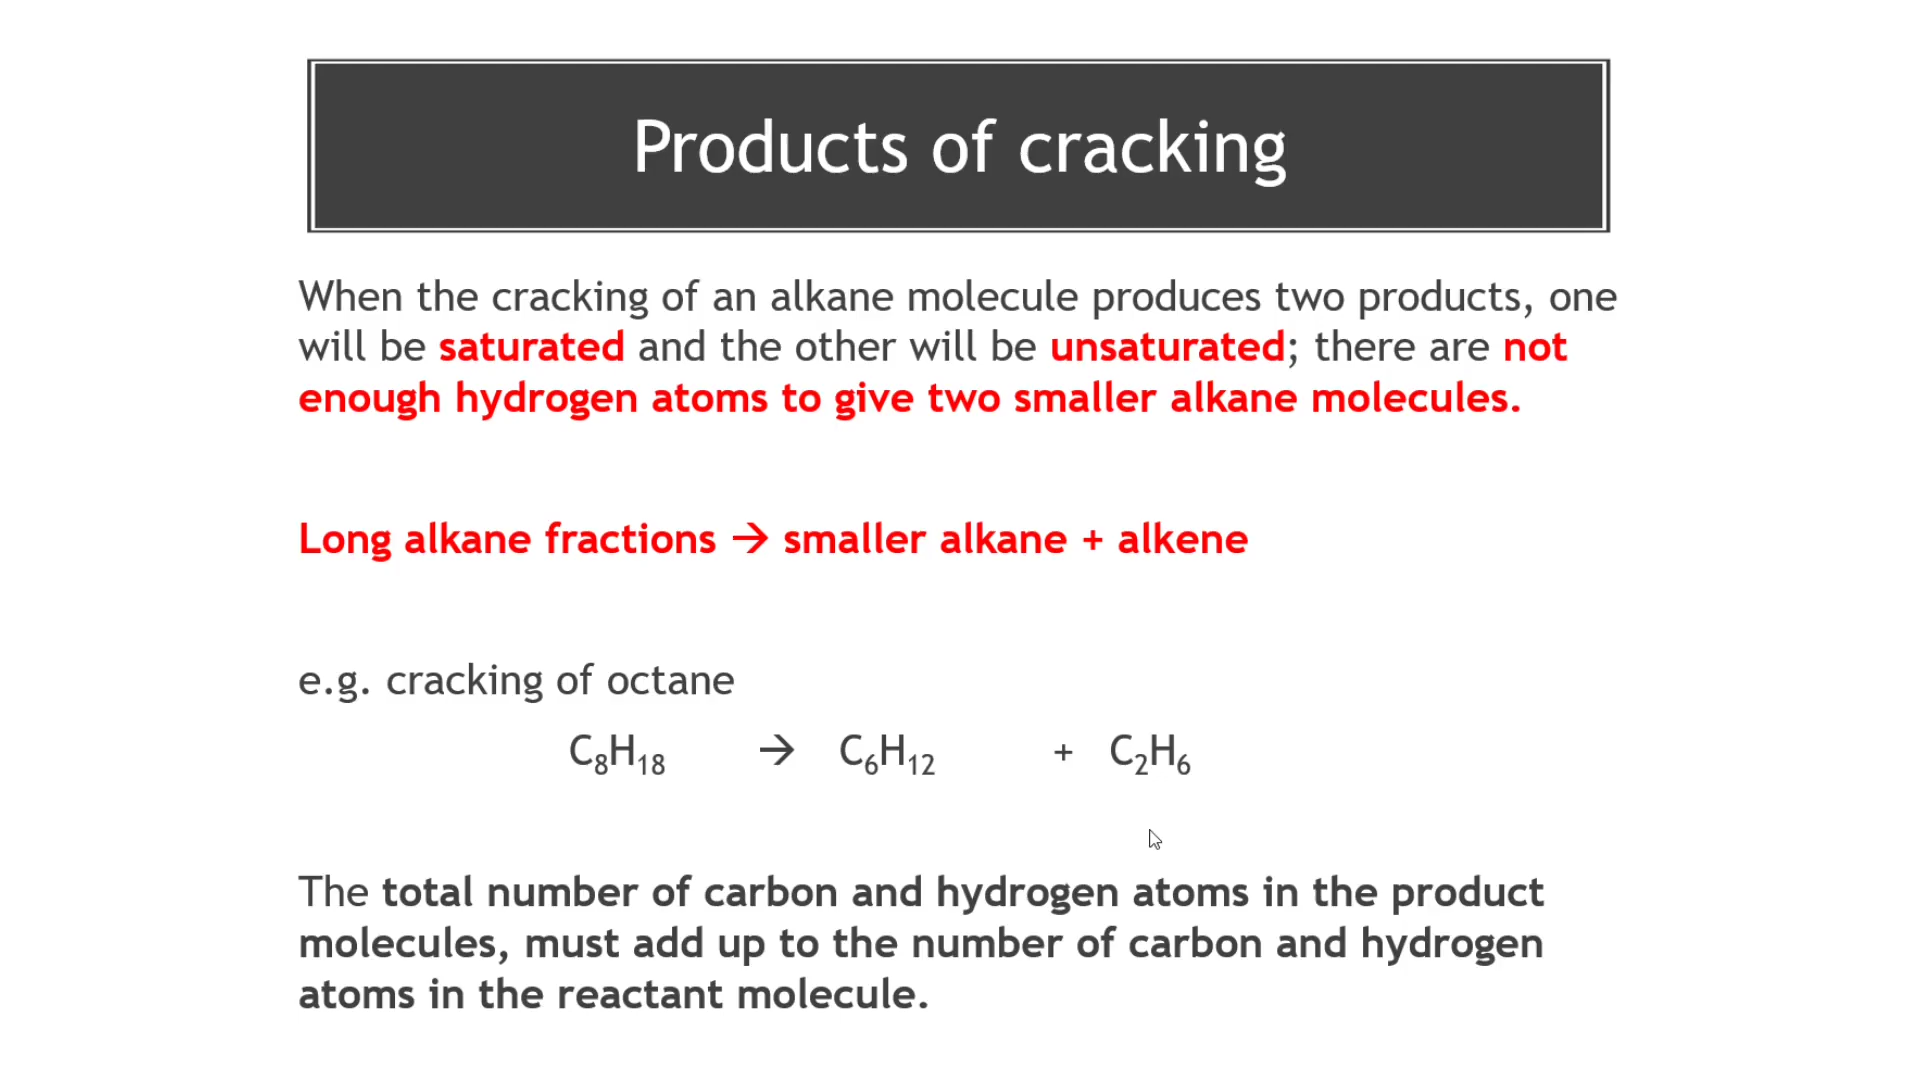 Products of cracking
When the cracking of an alkane molecule produces two products, one
will be saturated and the other will be unsaturated; there are not
enough hydrogen atoms to give two smaller alkane molecules.
Long alkane fractions → smaller alkane + alkene
e.g. cracking of octane
C₈H₁₈ → C₆H₁₂ + C₂H₆
The total number of carbon and hydrogen atoms in the product
molecules, must add up to the number of carbon and hydrogen
atoms in the reactant molecule.